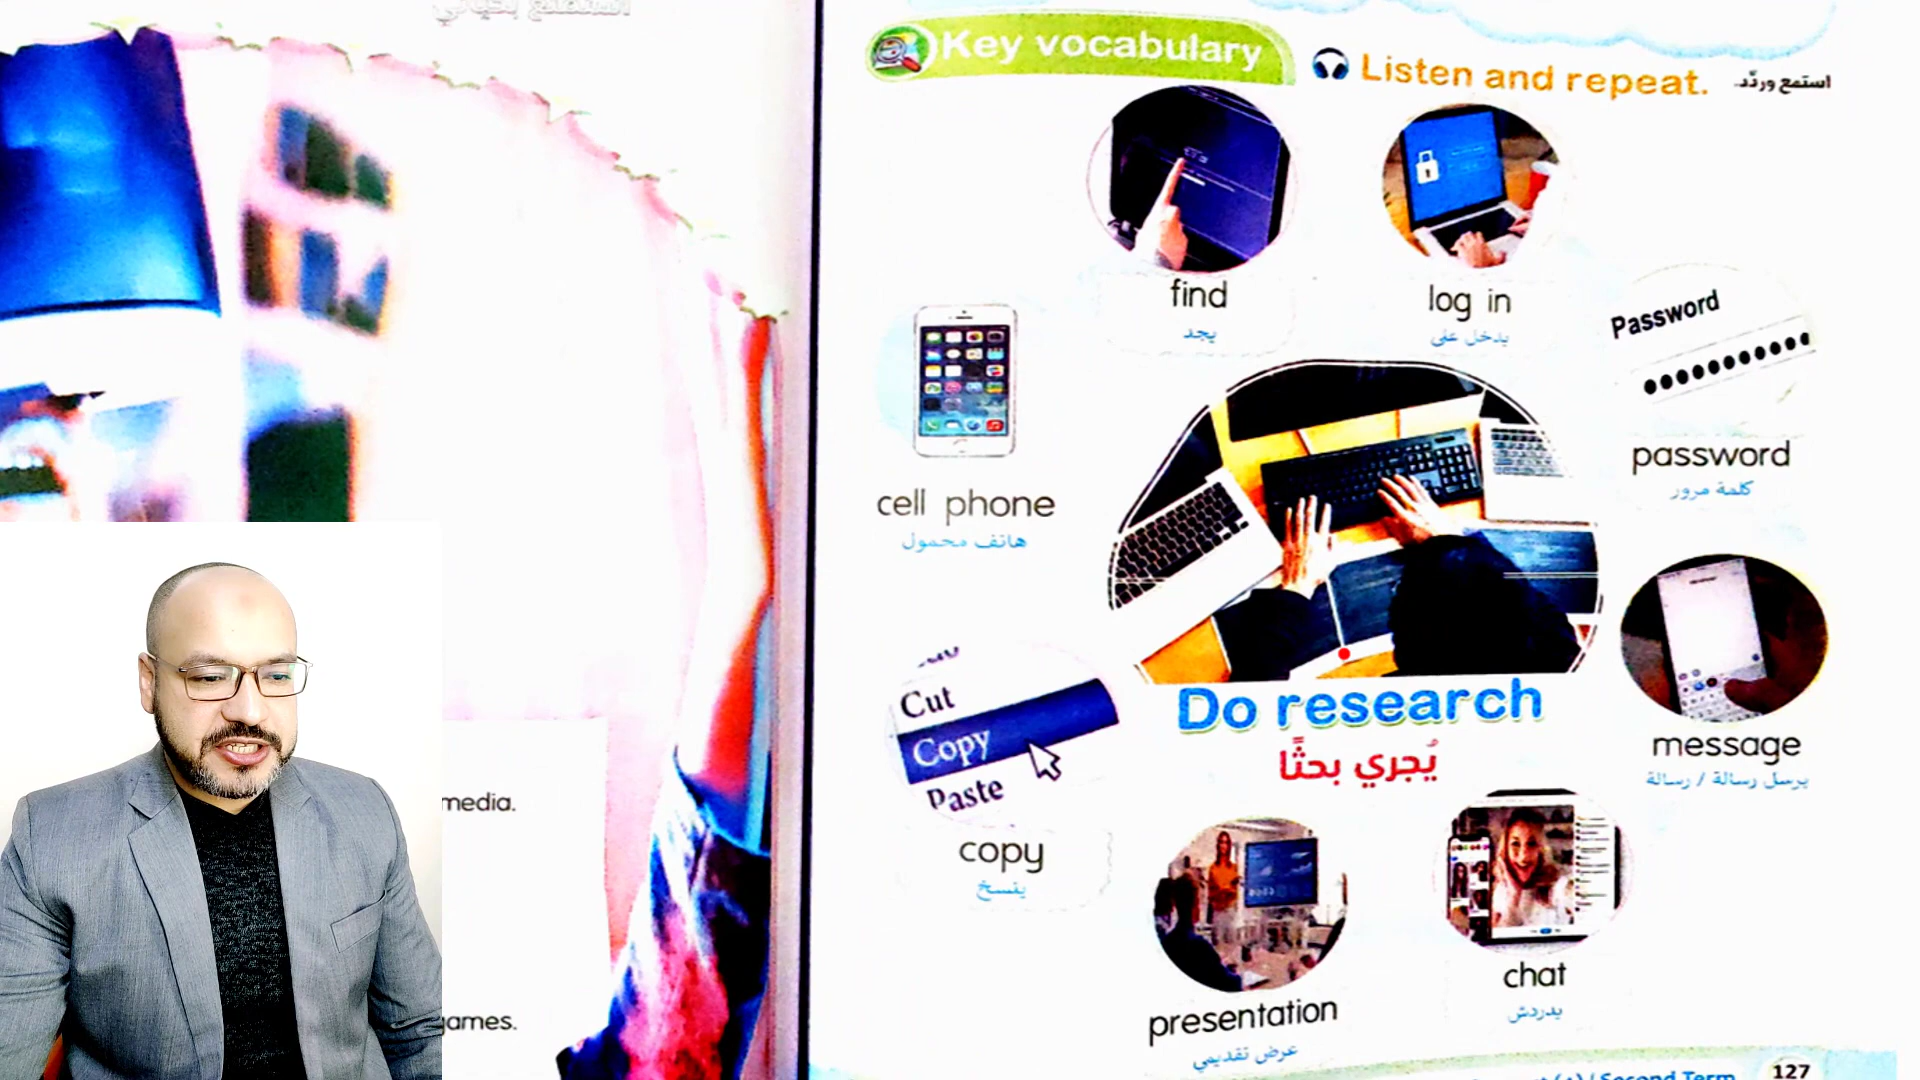 media.
games.
Key vocabulary
Listen and repeat.
استمع وردِّد.
find
يجد
log in
يدخل على
Password
password
كلمة مرور
cell phone
هاتف محمول
Cut
Copy
Paste
copy
ينسخ
Do research
يُجري بحثًا
message
يرسل رسالة / رسالة
presentation
عرض تقديمي
chat
يدردش
Second Term
127